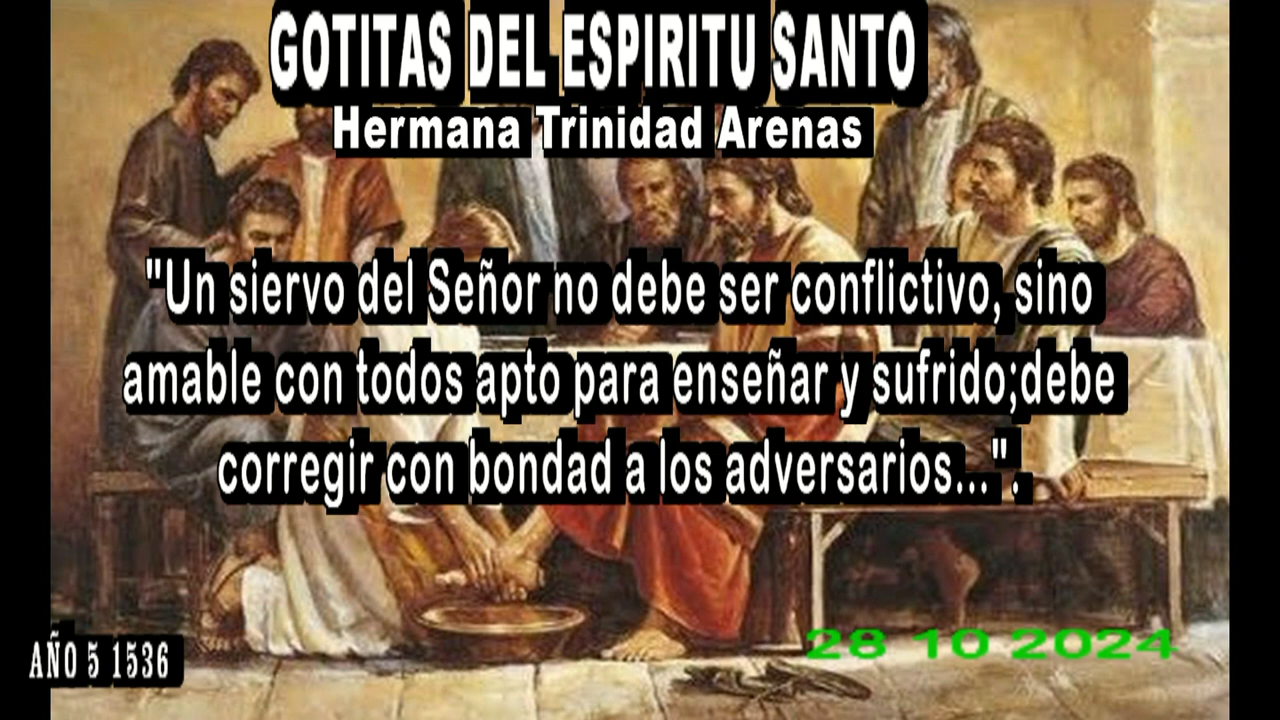 GOTITAS DEL ESPIRITU SANTO
Hermana Trinidad Arenas
"Un siervo del Señor no debe ser conflictivo, sino
amable con todos apto para enseñar y sufrido;debe
corregir con bondad a los adversarios...".
AÑO 5 1536
28 10 2024